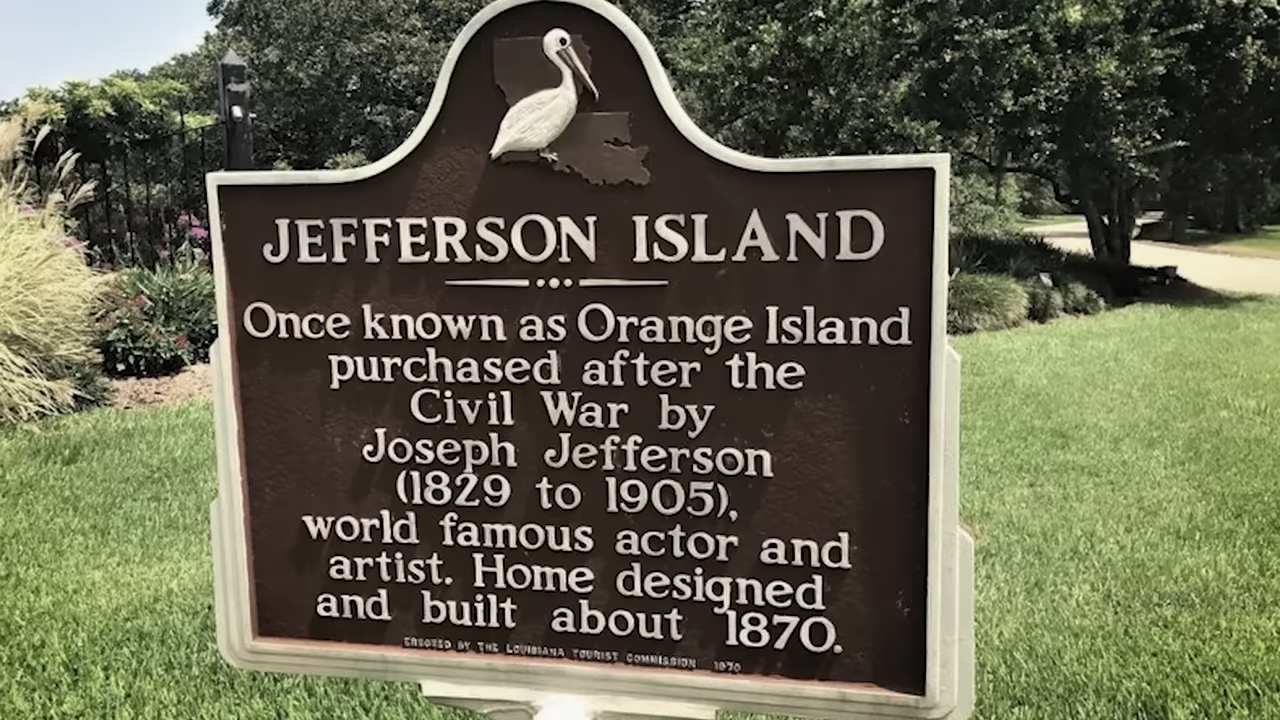 JEFFERSON ISLAND
Once known as Orange Island
purchased after the
Civil War by
Joseph Jefferson
(1829 to 1905),
world famous actor and
artist. Home designed
and built about 1870.
ERECTED BY THE LOUISIANA TOURIST COMMISSION 1970